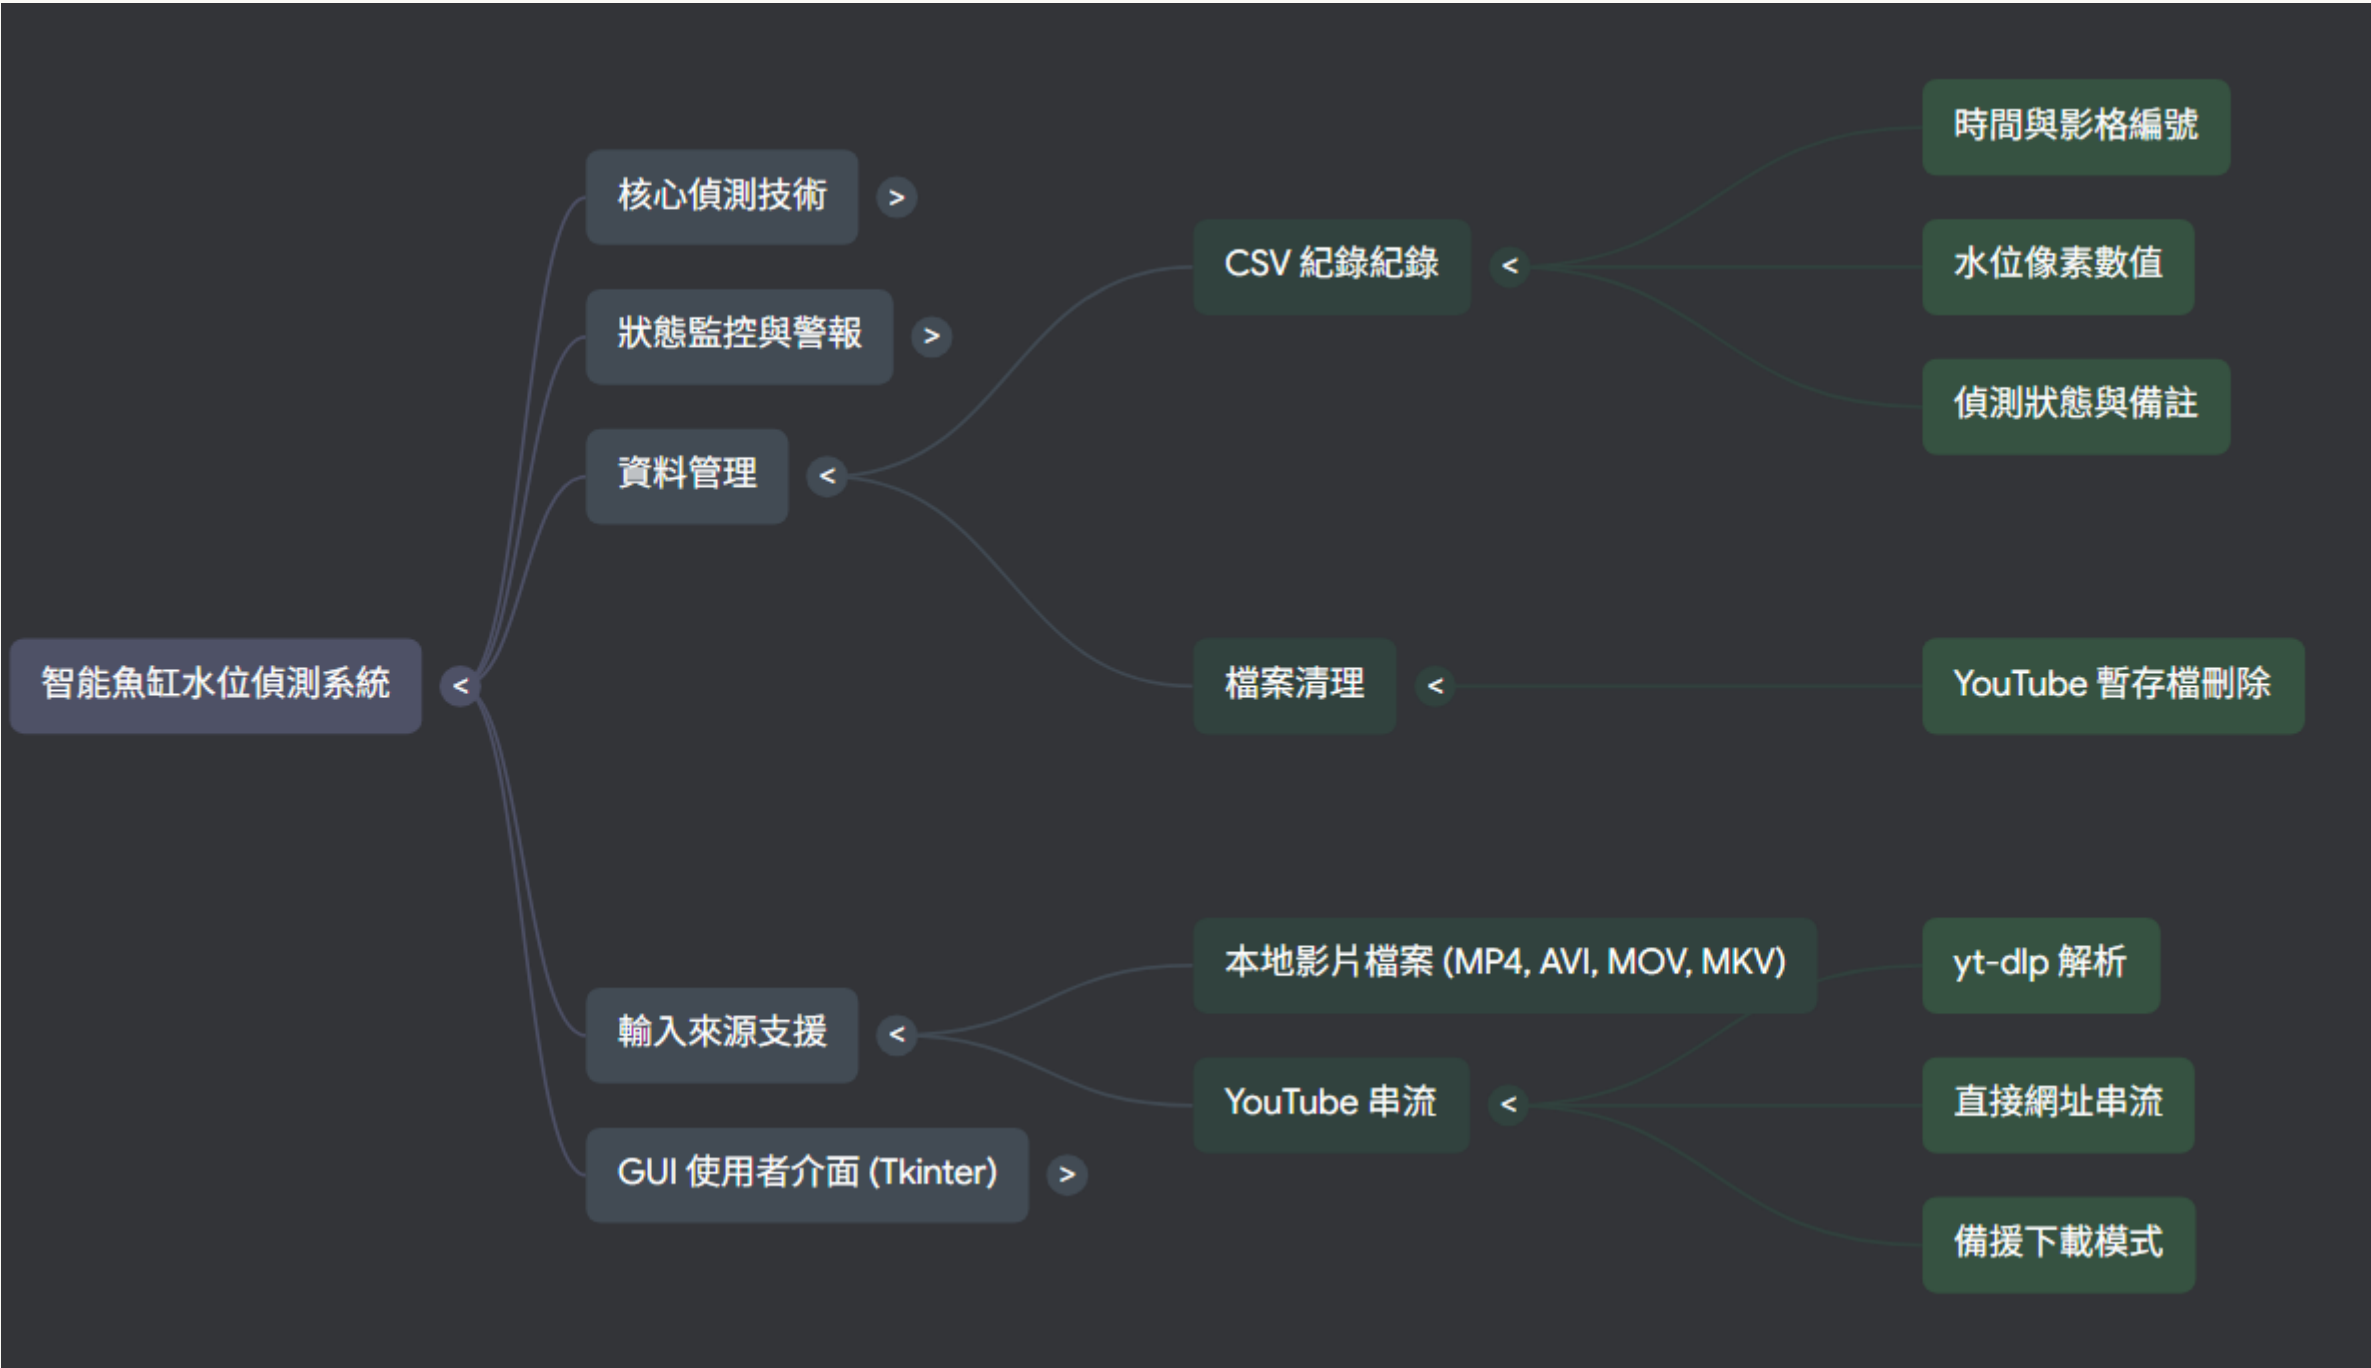 智能魚缸水位偵測系統
<
核心偵測技術
>
狀態監控與警報
>
資料管理
<
CSV 紀錄紀錄
<
時間與影格編號
水位像素數值
偵測狀態與備註
檔案清理
<
YouTube 暫存檔刪除
輸入來源支援
<
本地影片檔案 (MP4, AVI, MOV, MKV)
YouTube 串流
<
yt-dlp 解析
直接網址串流
備援下載模式
GUI 使用者介面 (Tkinter)
>